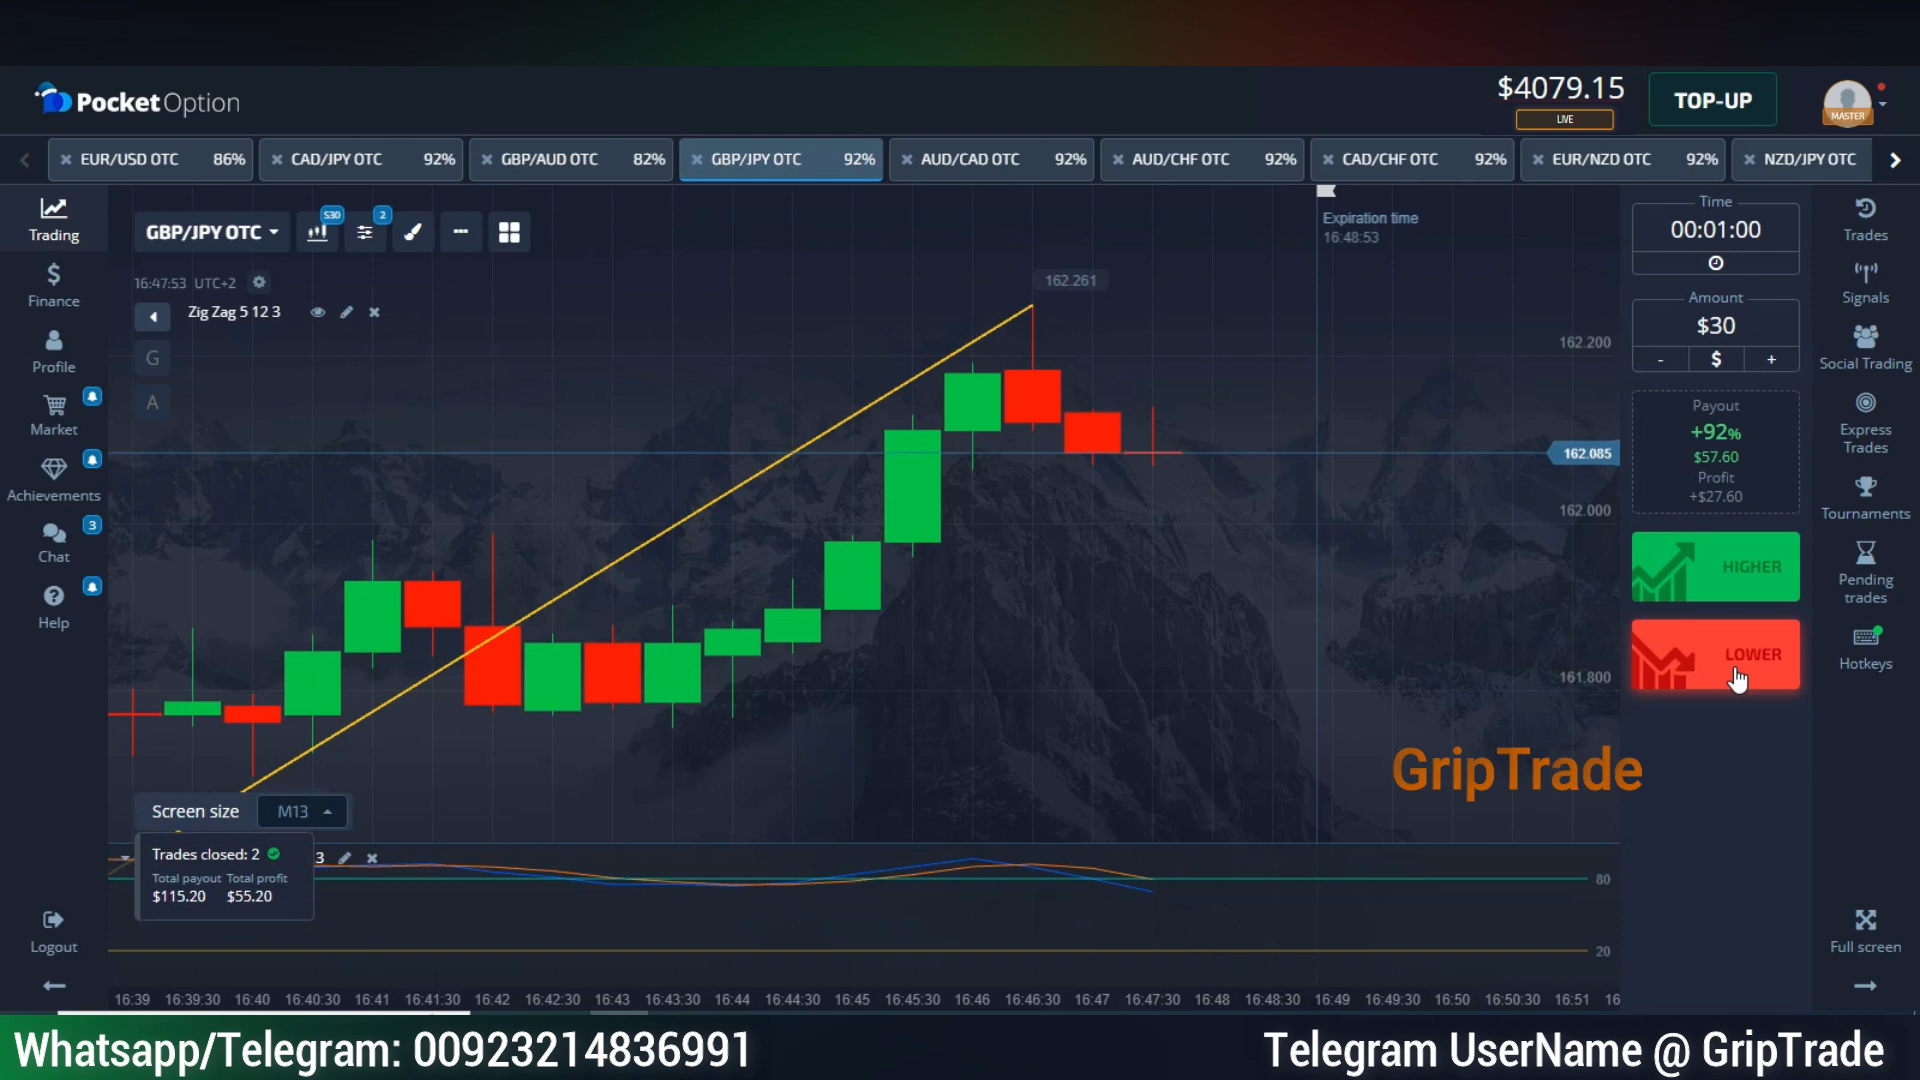 PocketOption
$4079.15
LIVE
TOP-UP
MASTER
EUR/USD OTC 86%
CAD/JPY OTC 92%
GBP/AUD OTC 82%
GBP/JPY OTC 92%
AUD/CAD OTC 92%
AUD/CHF OTC 92%
CAD/CHF OTC 92%
EUR/NZD OTC 92%
NZD/JPY OTC
Trading
Finance
Profile
Market
Achievements
3
Chat
Help
Logout
GBP/JPY OTC
S30
2
16:47:53 UTC+2
Zig Zag 5 12 3
G
A
162.261
Expiration time
16:48:53
162.200
162.085
162.000
161.800
Screen size M13
Trades closed: 2
Total payout Total profit
$115.20 $55.20
3
80
20
16:39 16:39:30 16:40 16:40:30 16:41 16:41:30 16:42 16:42:30 16:43 16:43:30 16:44 16:44:30 16:45 16:45:30 16:46 16:46:30 16:47 16:47:30 16:48 16:48:30 16:49 16:49:30 16:50 16:50:30 16:51 16
Time
00:01:00
Amount
$30
- $ +
Payout
+92%
$57.60
Profit
+$27.60
HIGHER
LOWER
GripTrade
Trades
Signals
Social Trading
Express
Trades
Tournaments
Pending
trades
Hotkeys
Full screen
Whatsapp/Telegram: 00923214836991
Telegram UserName @ GripTrade